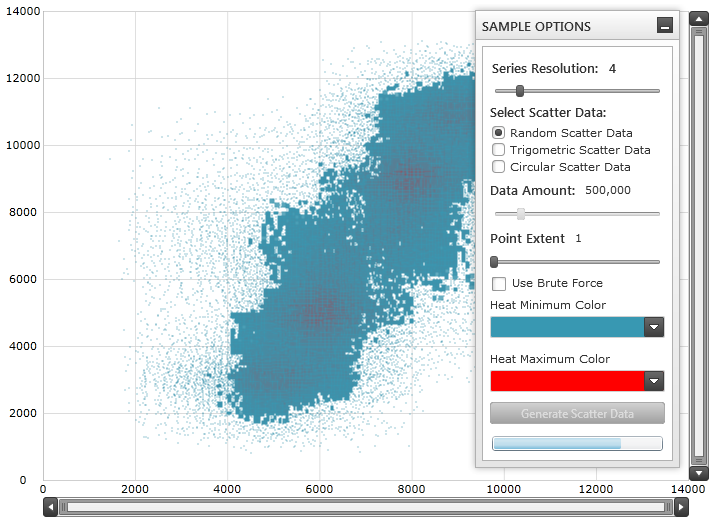 14000
12000
10000
8000
6000
4000
2000
0
0 2000 4000 6000 8000 10000 12000 14000
SAMPLE OPTIONS
Series Resolution: 4
Select Scatter Data:
Random Scatter Data
Trigometric Scatter Data
Circular Scatter Data
Data Amount: 500,000
Point Extent 1
Use Brute Force
Heat Minimum Color
Heat Maximum Color
Generate Scatter Data